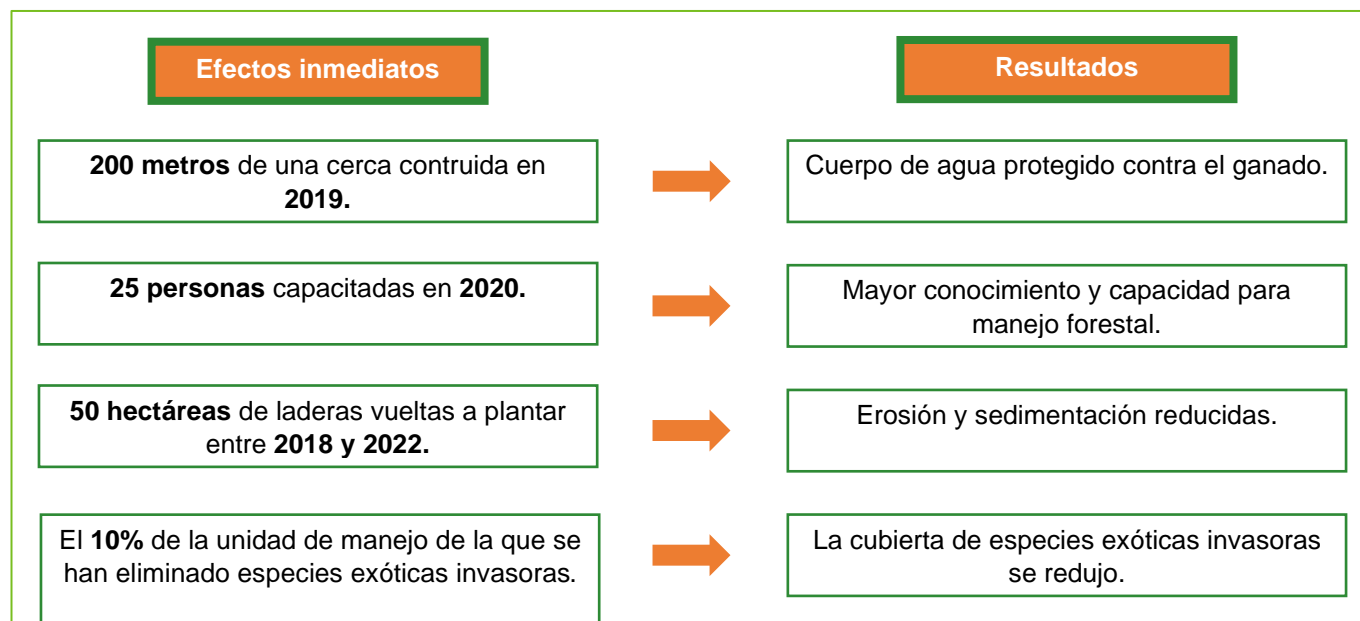 Efectos inmediatos
Resultados
200 metros de una cerca contruida en
2019.
Cuerpo de agua protegido contra el ganado.
25 personas capacitadas en 2020.
Mayor conocimiento y capacidad para
manejo forestal.
50 hectáreas de laderas vueltas a plantar
entre 2018 y 2022.
Erosión y sedimentación reducidas.
El 10% de la unidad de manejo de la que se
han eliminado especies exóticas invasoras.
La cubierta de especies exóticas invasoras
se redujo.